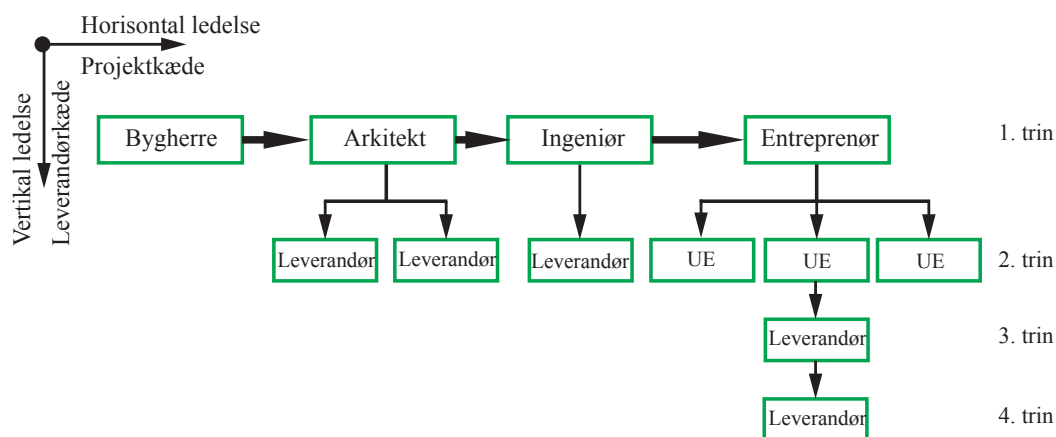 Horisontal ledelse
Projektkæde
Vertikal ledelse
Leverandørkæde
Bygherre
Arkitekt
Ingeniør
Entreprenør
1. trin
Leverandør
Leverandør
Leverandør
UE
UE
UE
2. trin
Leverandør
3. trin
Leverandør
4. trin